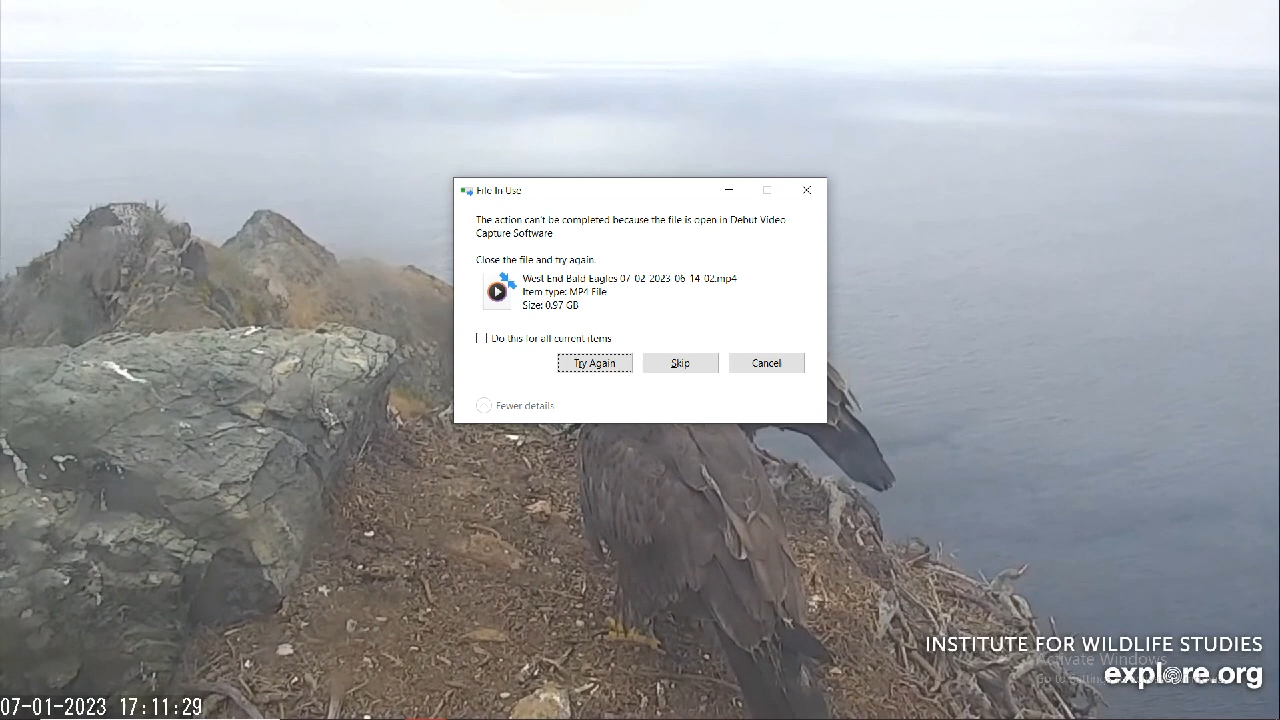 File In Use
The action can't be completed because the file is open in Debut Video
Capture Software
Close the file and try again.
West End Bald Eagles 07-02-2023-06-14-02.mp4
Item type: MP4 File
Size: 0.97 GB
Do this for all current items
Try Again Skip Cancel
Fewer details
INSTITUTE FOR WILDLIFE STUDIES
Activate Windows
Go to Settings
explore.org
07-01-2023 17:11:29